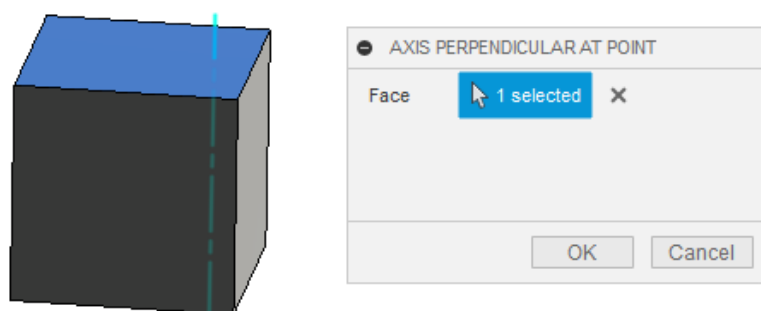 AXIS PERPENDICULAR AT POINT
Face 1 selected
OK Cancel